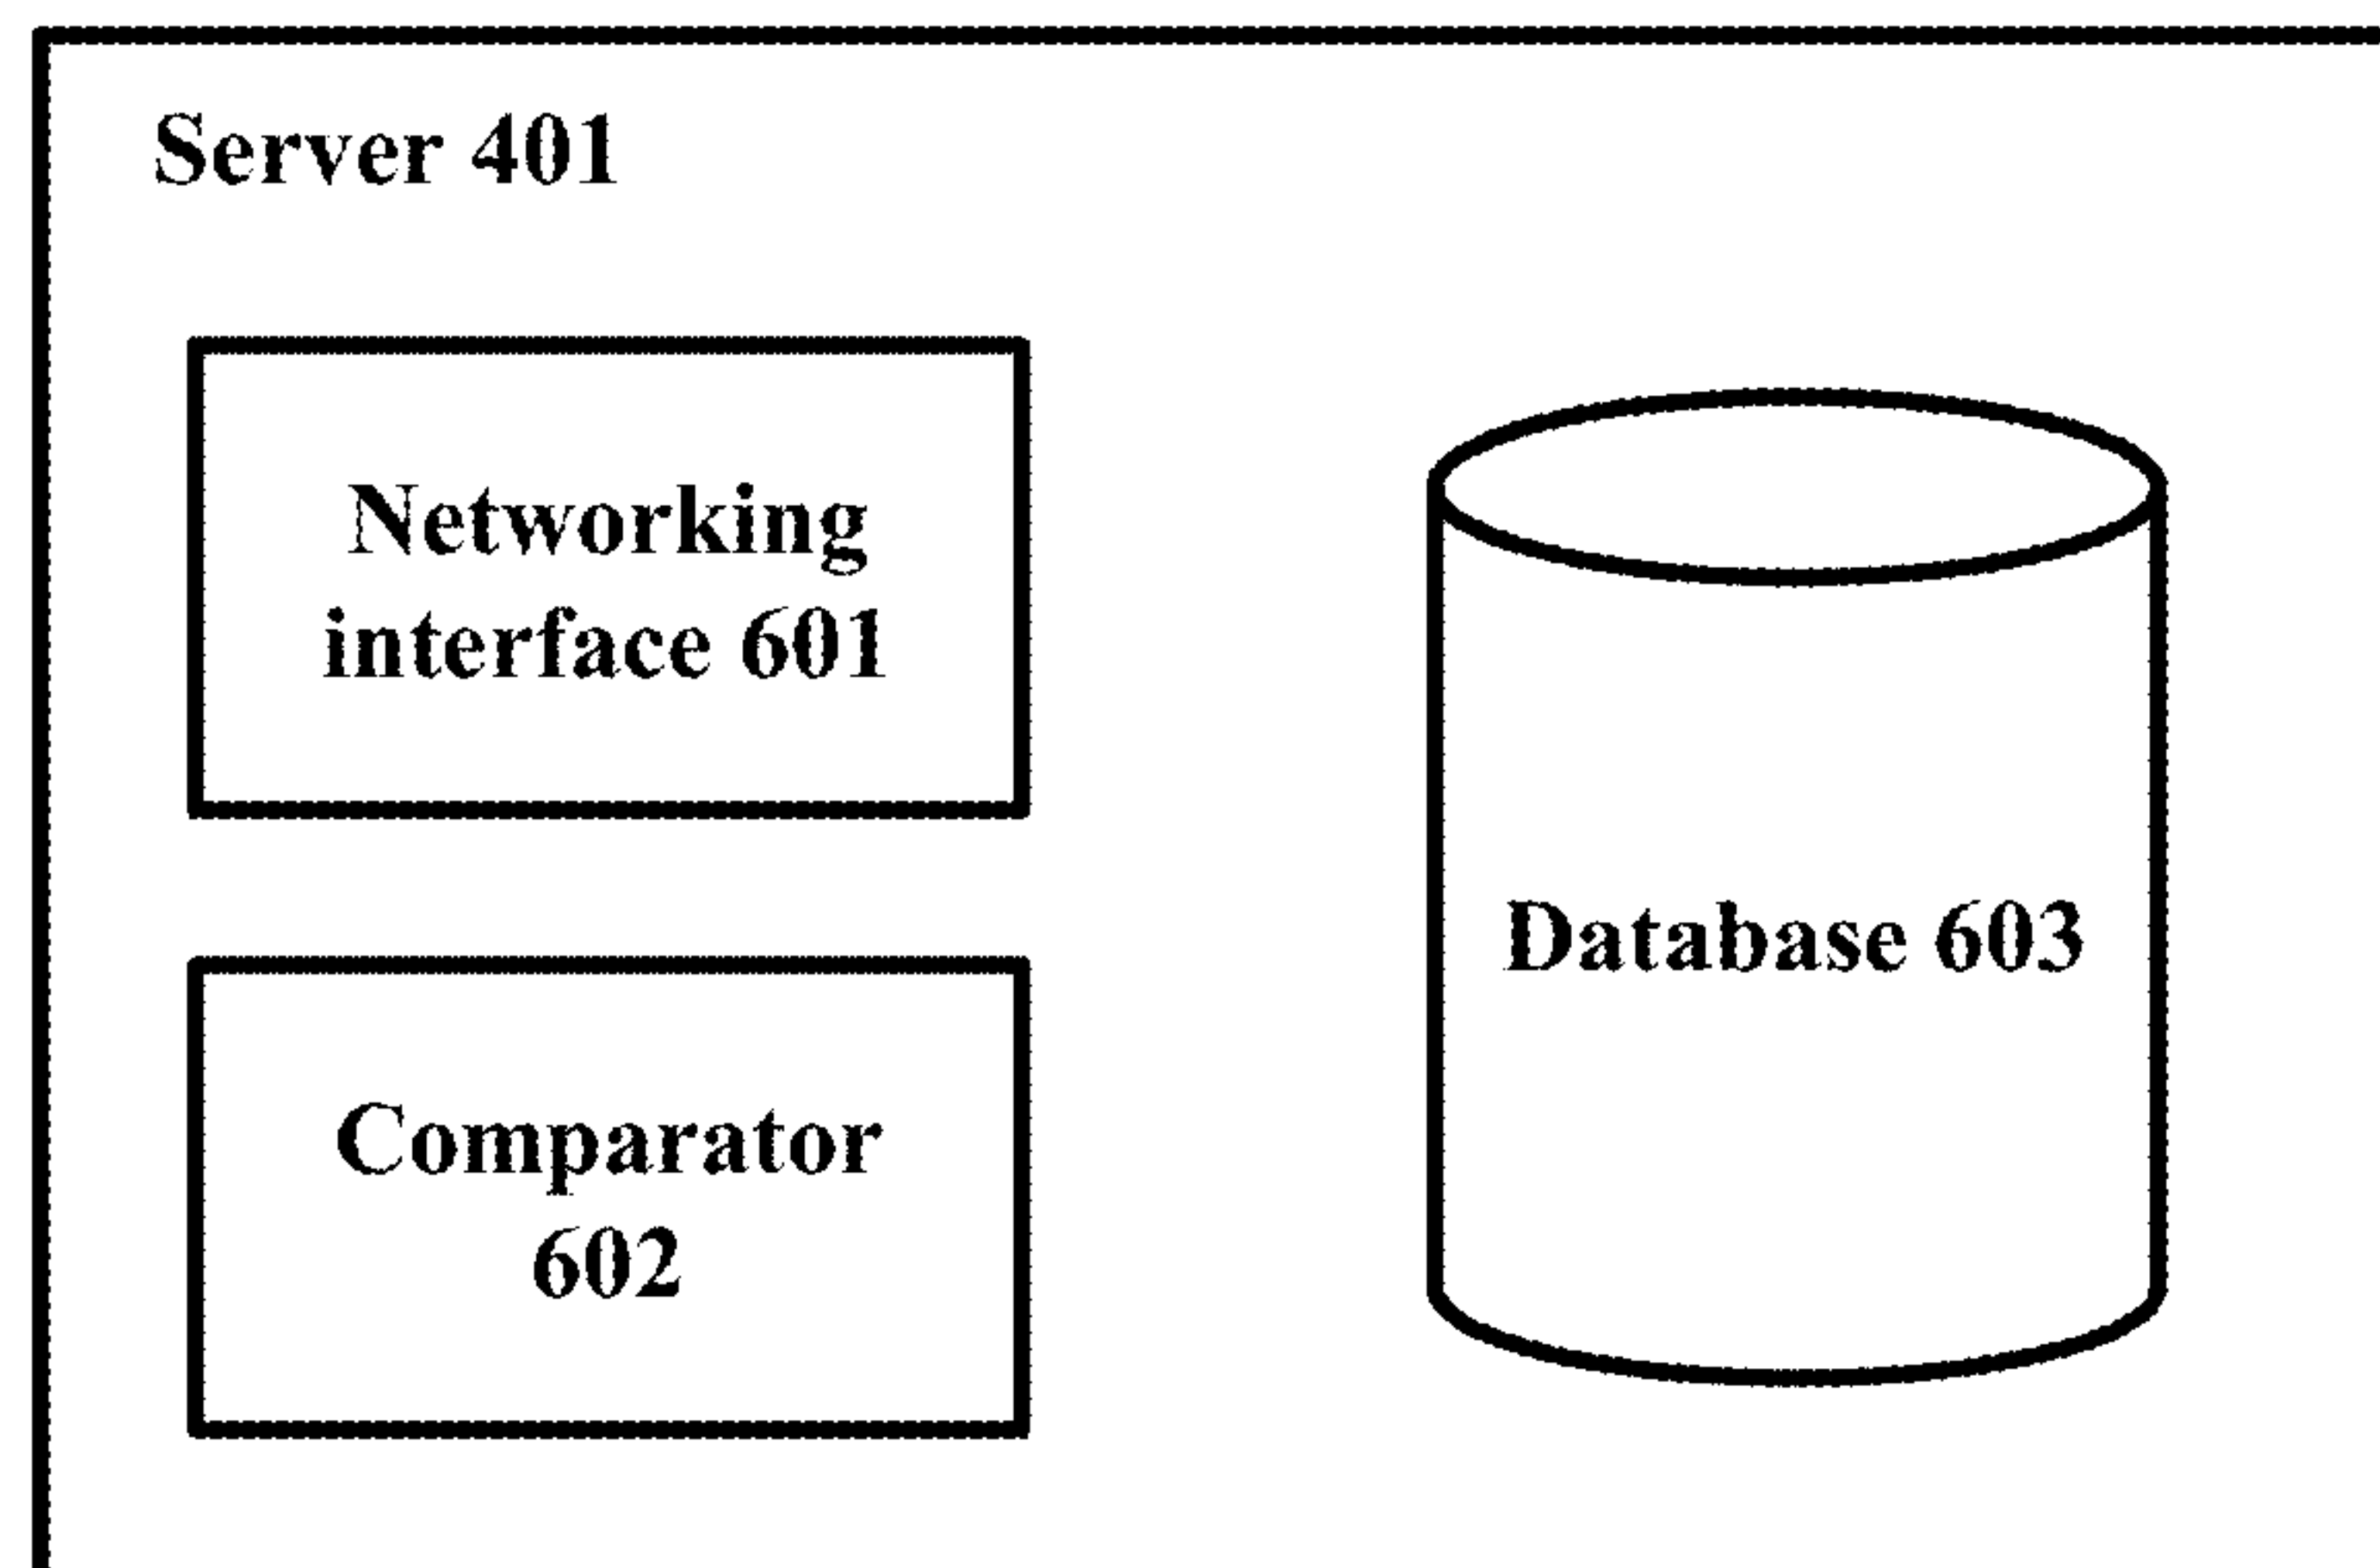 Server 401
Networking
interface 601
Database 603
Comparator
602